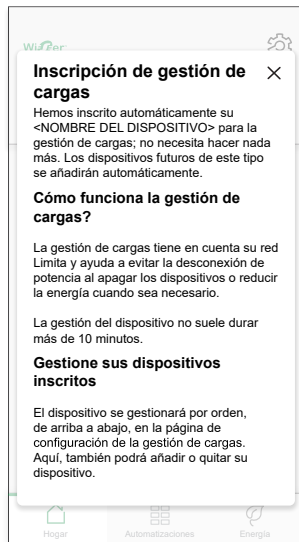 Wiser
Inscripción de gestión de
cargas
Hemos inscrito automáticamente su
<NOMBRE DEL DISPOSITIVO> para la
gestión de cargas; no necesita hacer nada
más. Los dispositivos futuros de este tipo
se añadirán automáticamente.
Cómo funciona la gestión de
cargas?
La gestión de cargas tiene en cuenta su red
Limita y ayuda a evitar la desconexión de
potencia al apagar los dispositivos o reducir
la energía cuando sea necesario.
La gestión del dispositivo no suele durar
más de 10 minutos.
Gestione sus dispositivos
inscritos
El dispositivo se gestionará por orden,
de arriba a abajo, en la página de
configuración de la gestión de cargas.
Aquí, también podrá añadir o quitar su
dispositivo.
Hogar Automatizaciones Energía